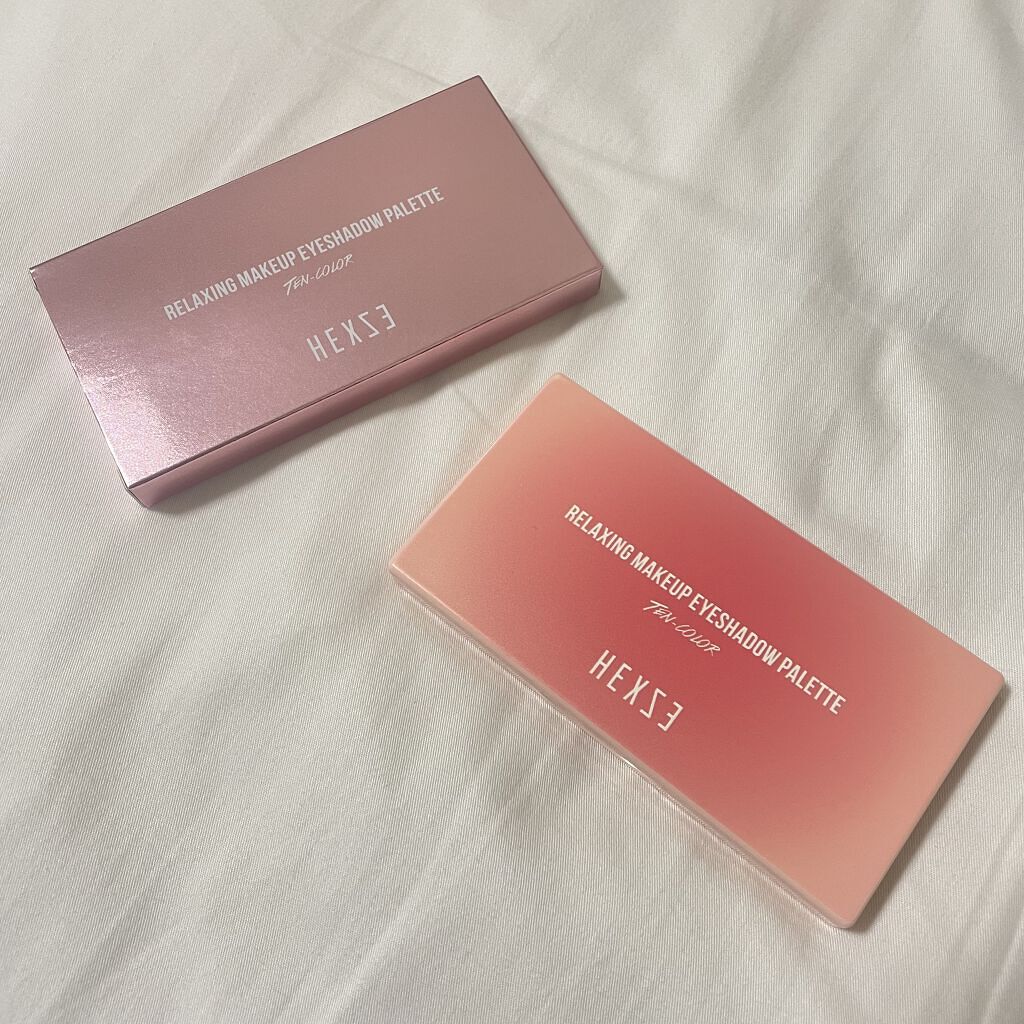 RELAXING MAKEUP EYESHADOW PALETTE
TEN-COLOR
HEXZE
RELAXING MAKEUP EYESHADOW PALETTE
TEN-COLOR
HEXZE